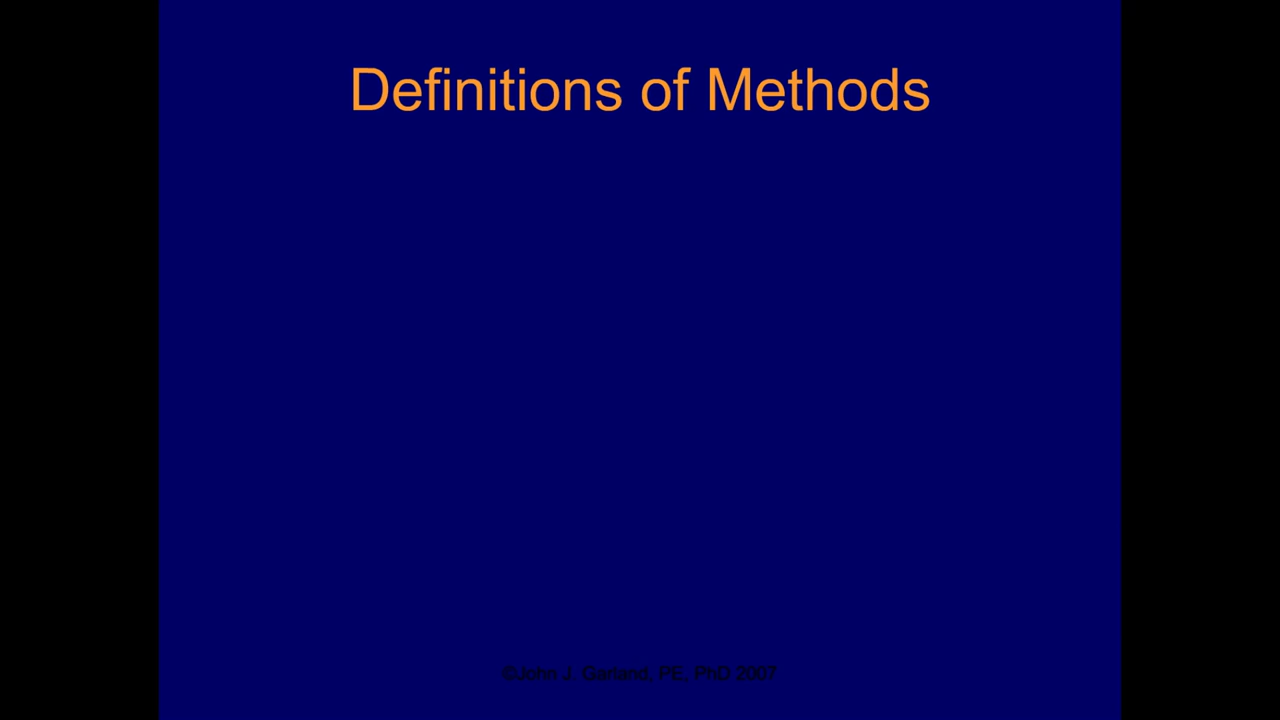 Definitions of Methods
©John J. Garland, PE, PhD 2007